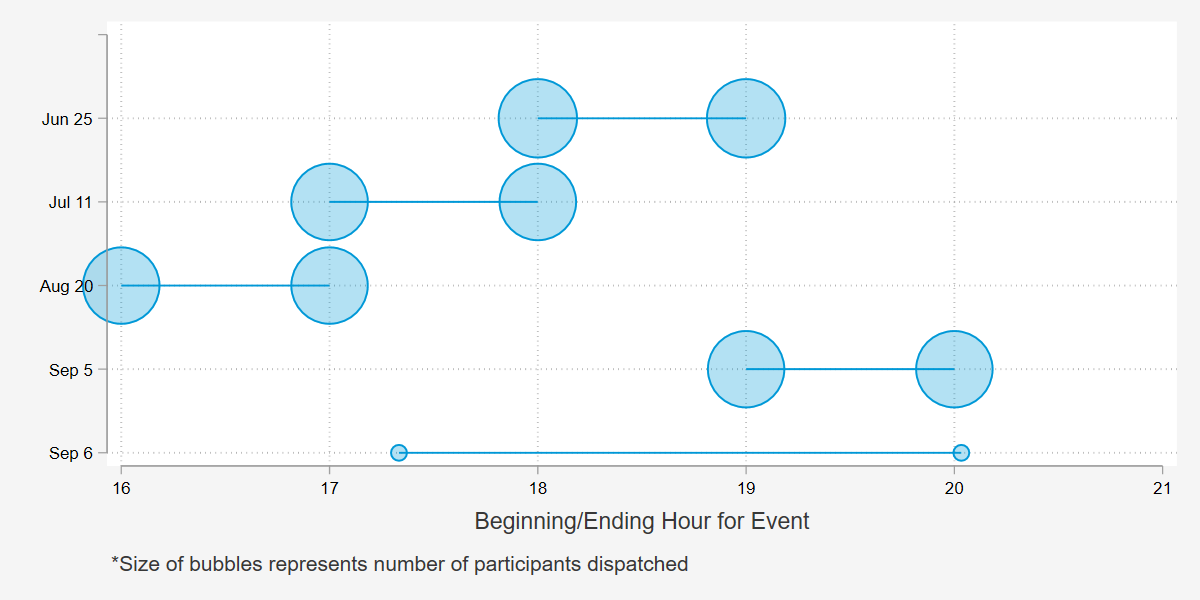 Jun 25
Jul 11
Aug 20
Sep 5
Sep 6
16 17 18 19 20 21
Beginning/Ending Hour for Event
*Size of bubbles represents number of participants dispatched